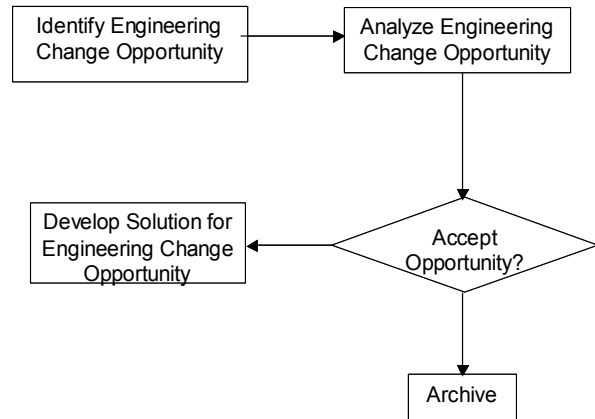 Identify Engineering
Change Opportunity
Analyze Engineering
Change Opportunity
Develop Solution for
Engineering Change
Opportunity
Accept
Opportunity?
Archive